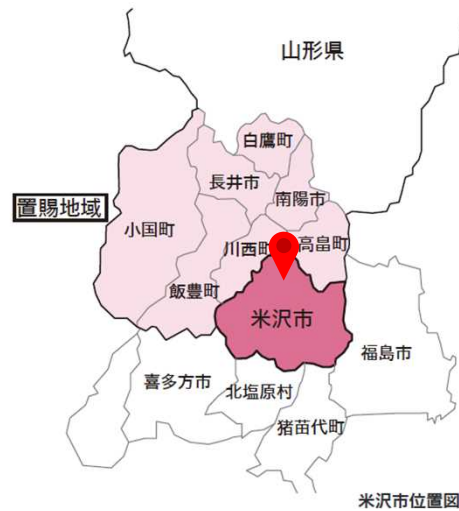 山形県
白鷹町
長井市
南陽市
置賜地域
小国町
川西町
高畠町
飯豊町
米沢市
福島市
喜多方市
北塩原村
猪苗代町
米沢市位置図